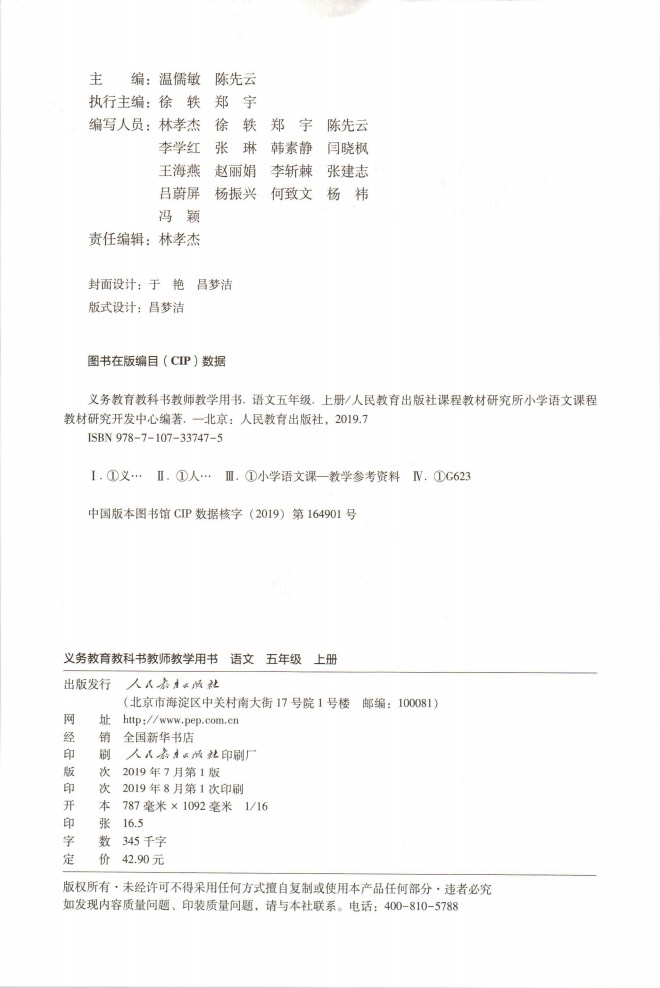 主　　编：温儒敏　陈先云
执行主编：徐　轶　郑　宇
编写人员：林孝杰　徐　轶　郑　宇　陈先云
李学红　张　琳　韩素静　闫晓枫
王海燕　赵丽娟　李斩棘　张建志
吕蔚屏　杨振兴　何致文　杨　祎
冯　颖
责任编辑：林孝杰
封面设计：于　艳　吕梦洁
版式设计：吕梦洁
图书在版编目（CIP）数据
义务教育教科书教师教学用书. 语文五年级. 上册/人民教育出版社课程教材研究所小学语文课程
教材研究开发中心编著. —北京：人民教育出版社，2019.7
ISBN 978-7-107-33747-5
Ⅰ. ①义…　Ⅱ. ①人…　Ⅲ. ①小学语文课—教学参考资料　Ⅳ. ①G623
中国版本图书馆 CIP 数据核字（2019）第 164901 号
义务教育教科书教师教学用书　语文　五年级　上册
出版发行　人民教育出版社
（北京市海淀区中关村南大街 17 号院 1 号楼　邮编：100081）
网　　址　http://www.pep.com.cn
经　　销　全国新华书店
印　　刷　人民教育出版社印刷厂
版　　次　2019 年 7 月第 1 版
印　　次　2019 年 8 月第 1 次印刷
开　　本　787 毫米 × 1092 毫米　1/16
印　　张　16.5
字　　数　345 千字
定　　价　42.90 元
版权所有·未经许可不得采用任何方式擅自复制或使用本产品任何部分·违者必究
如发现内容质量问题、印装质量问题，请与本社联系。电话：400-810-5788